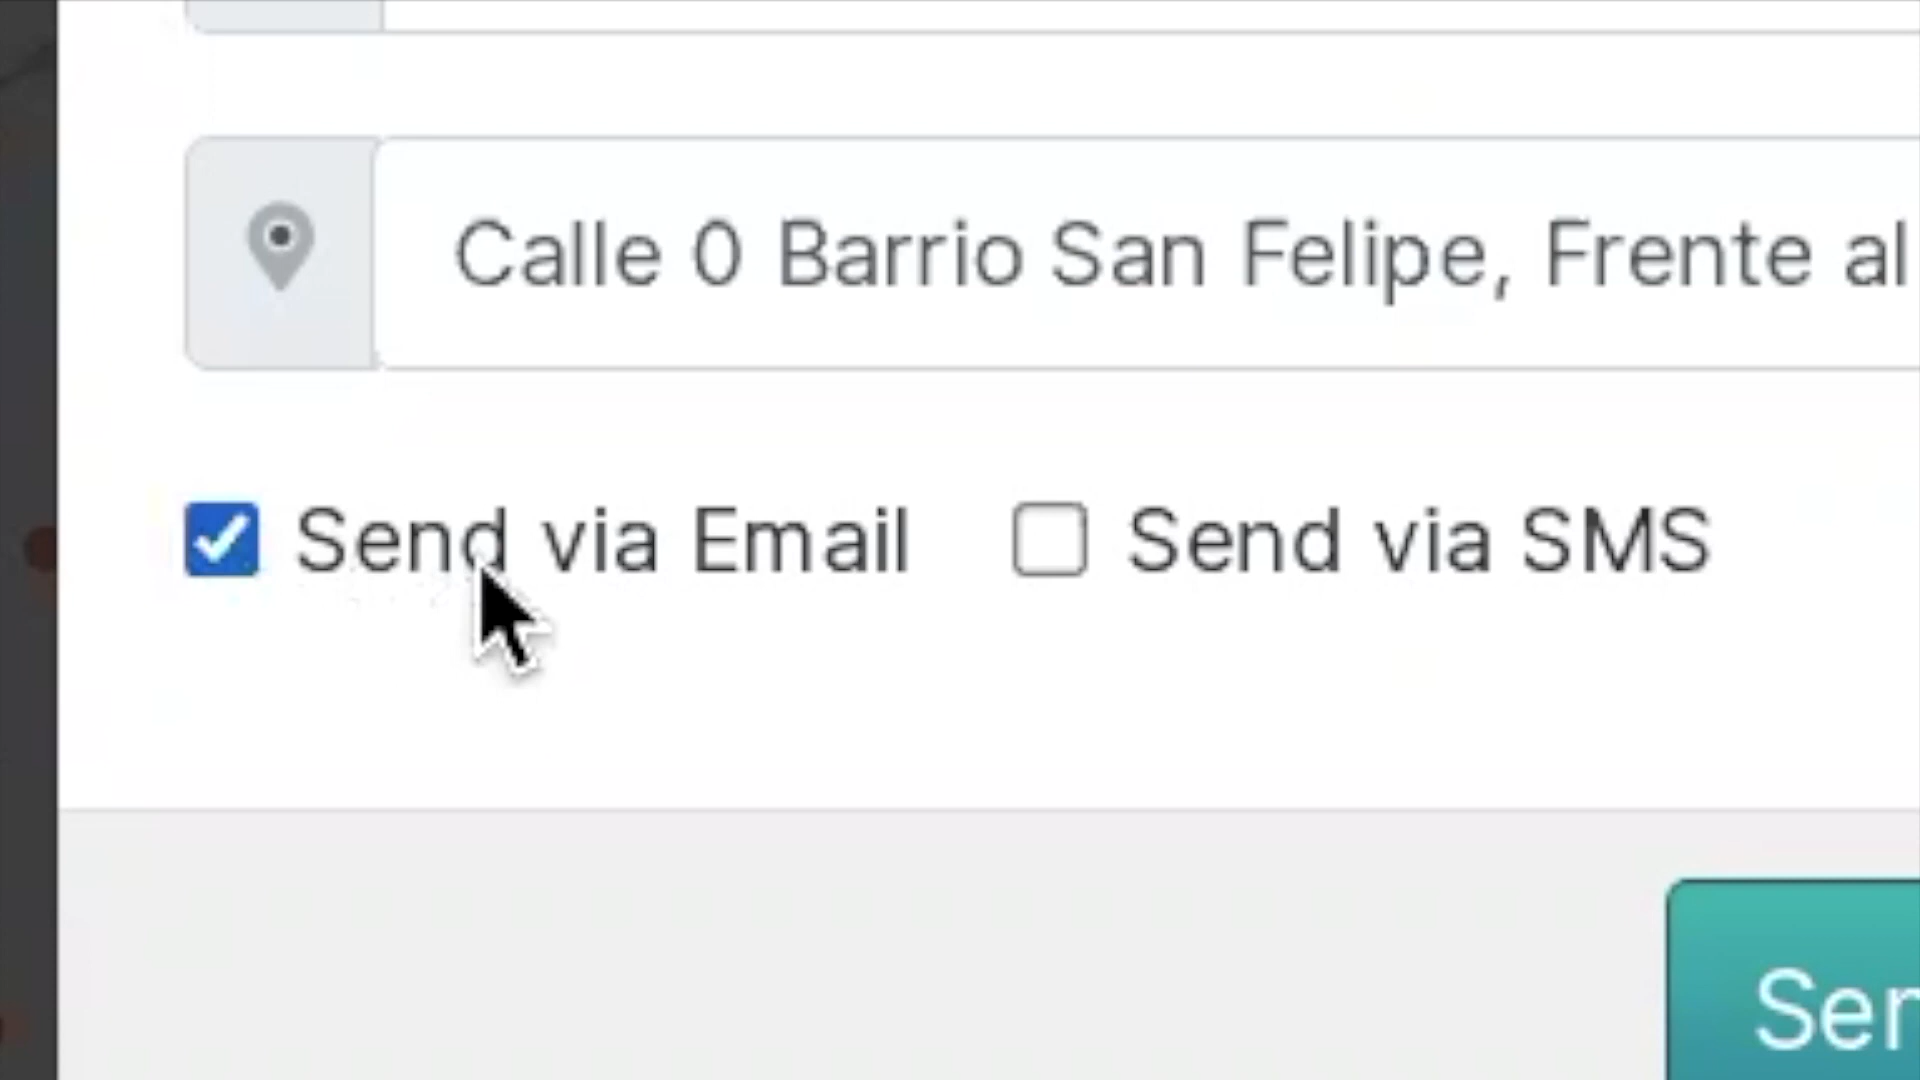 Calle 0 Barrio San Felipe, Frente al
Send via Email
Send via SMS